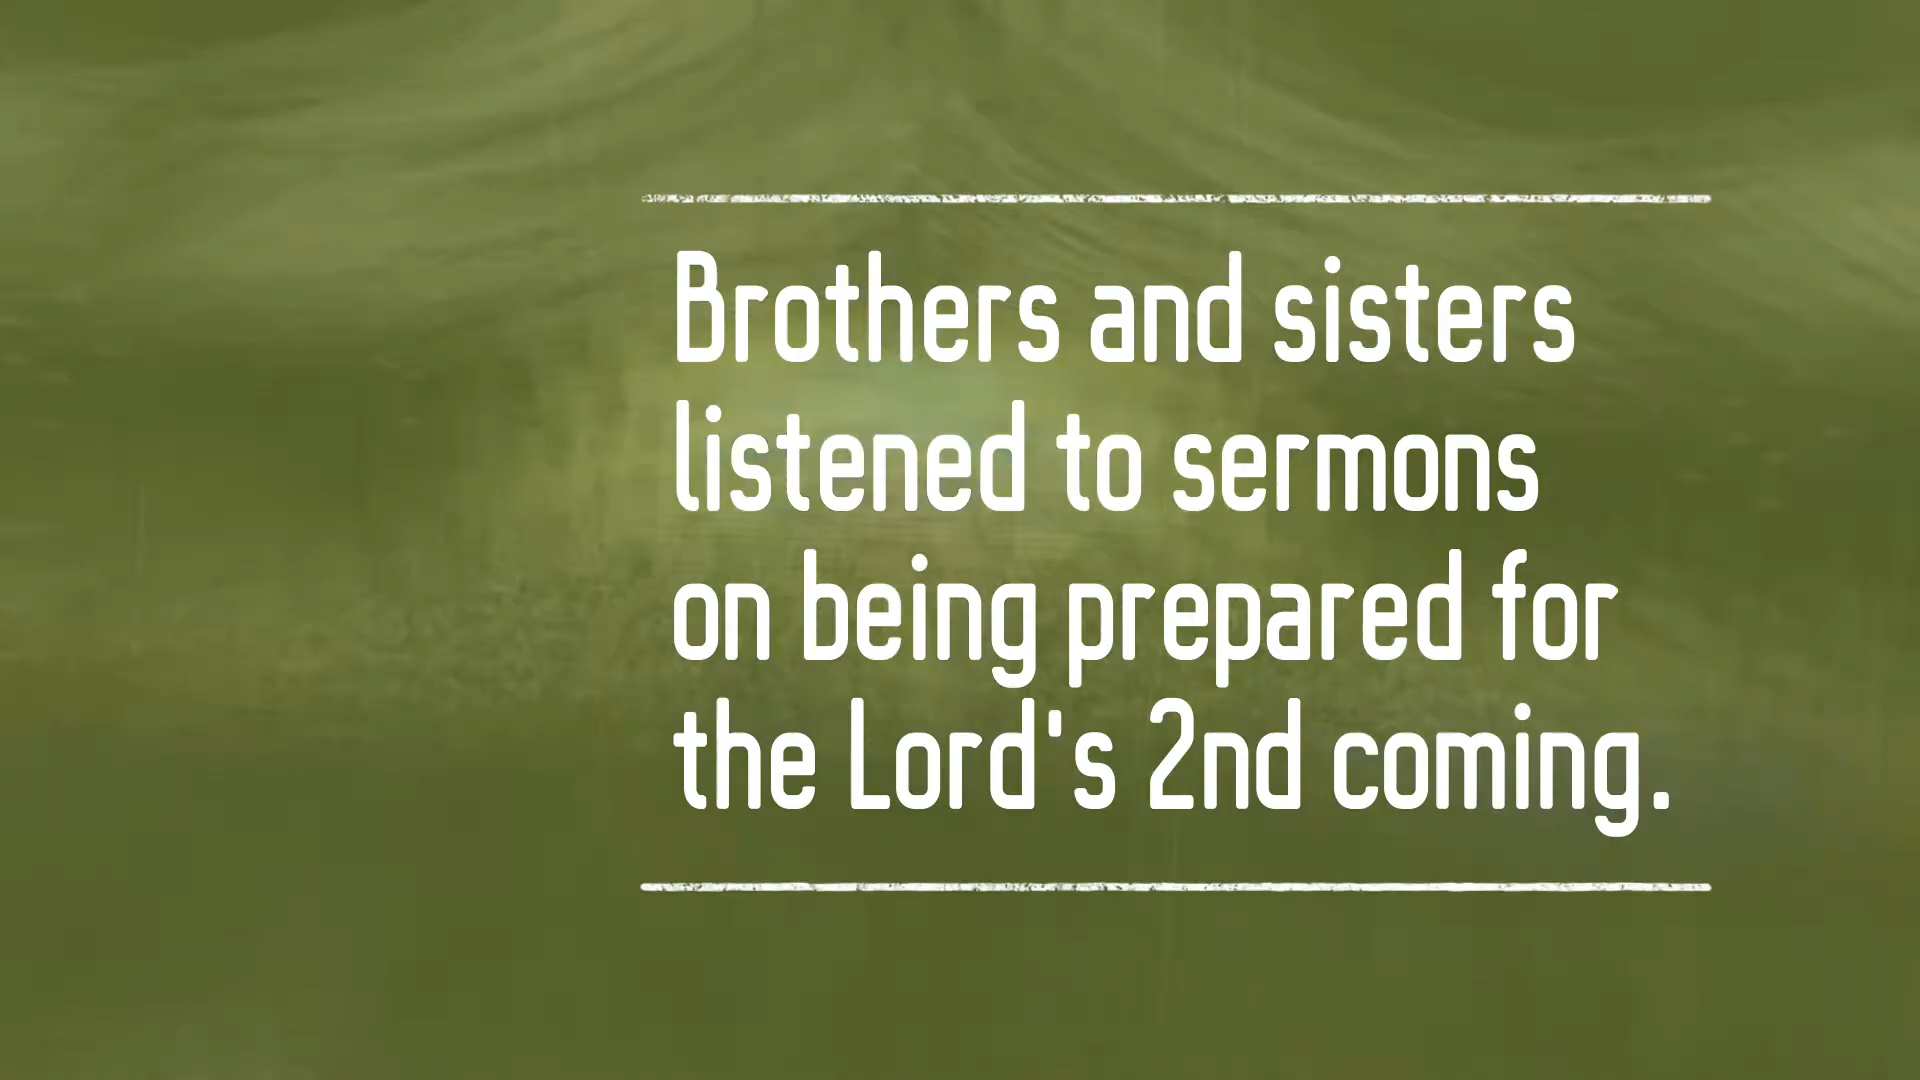 Brothers and sisters
listened to sermons
on being prepared for
the Lord's 2nd coming.